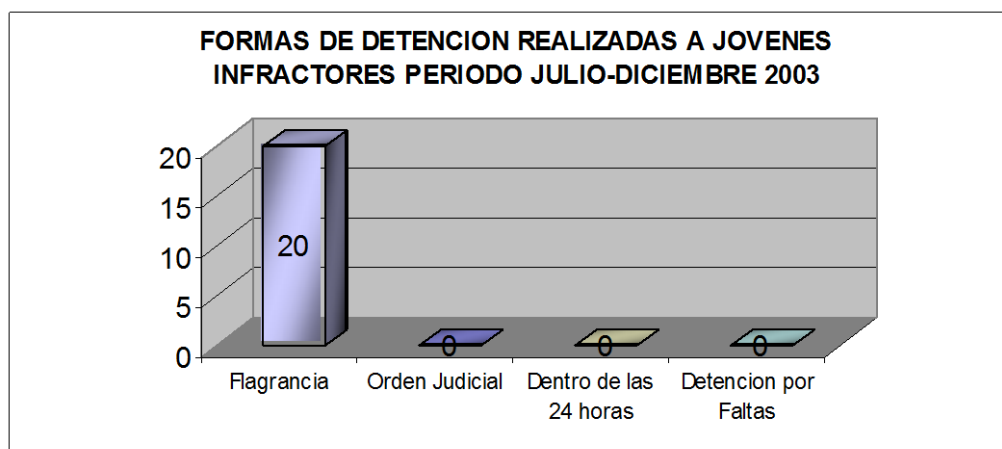 FORMAS DE DETENCION REALIZADAS A JOVENES
INFRACTORES PERIODO JULIO-DICIEMBRE 2003
20
15
10
5
0
20
0
0
0
Flagrancia
Orden Judicial
Dentro de las
24 horas
Detencion por
Faltas